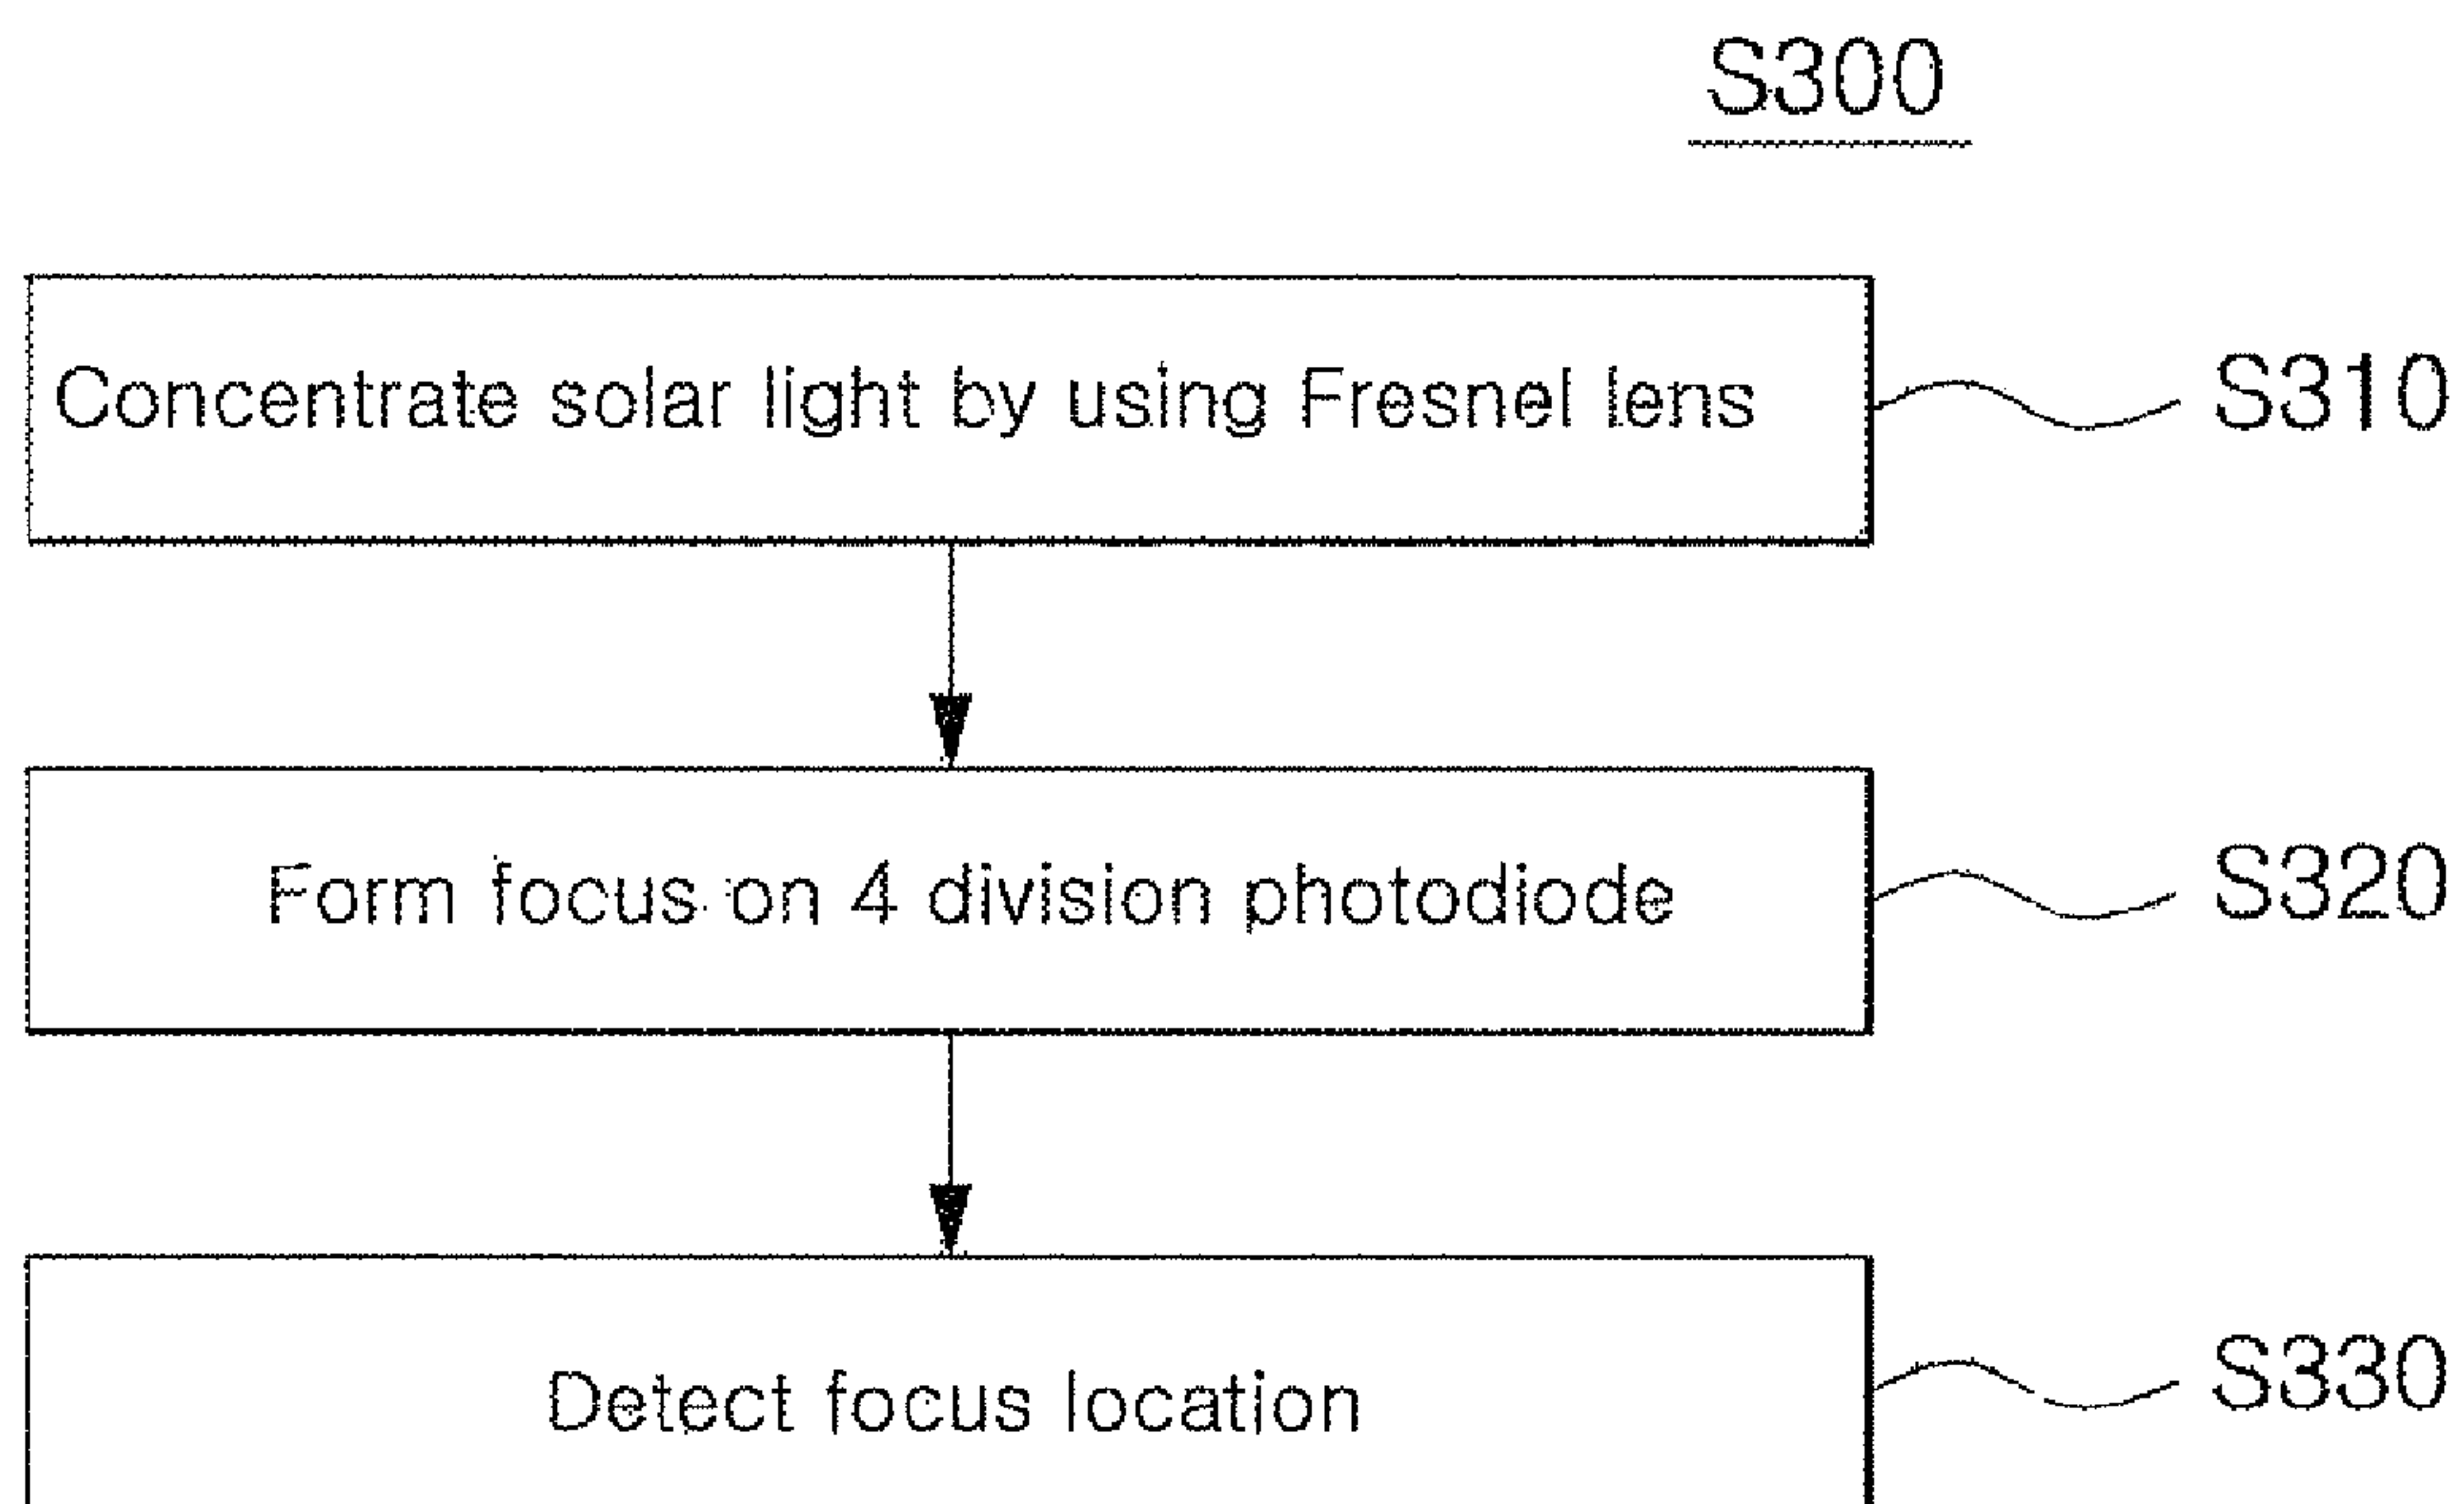 S300
Concentrate solar light by using Fresnel lens
S310
Form focus on 4 division photodiode
S320
Detect focus location
S330